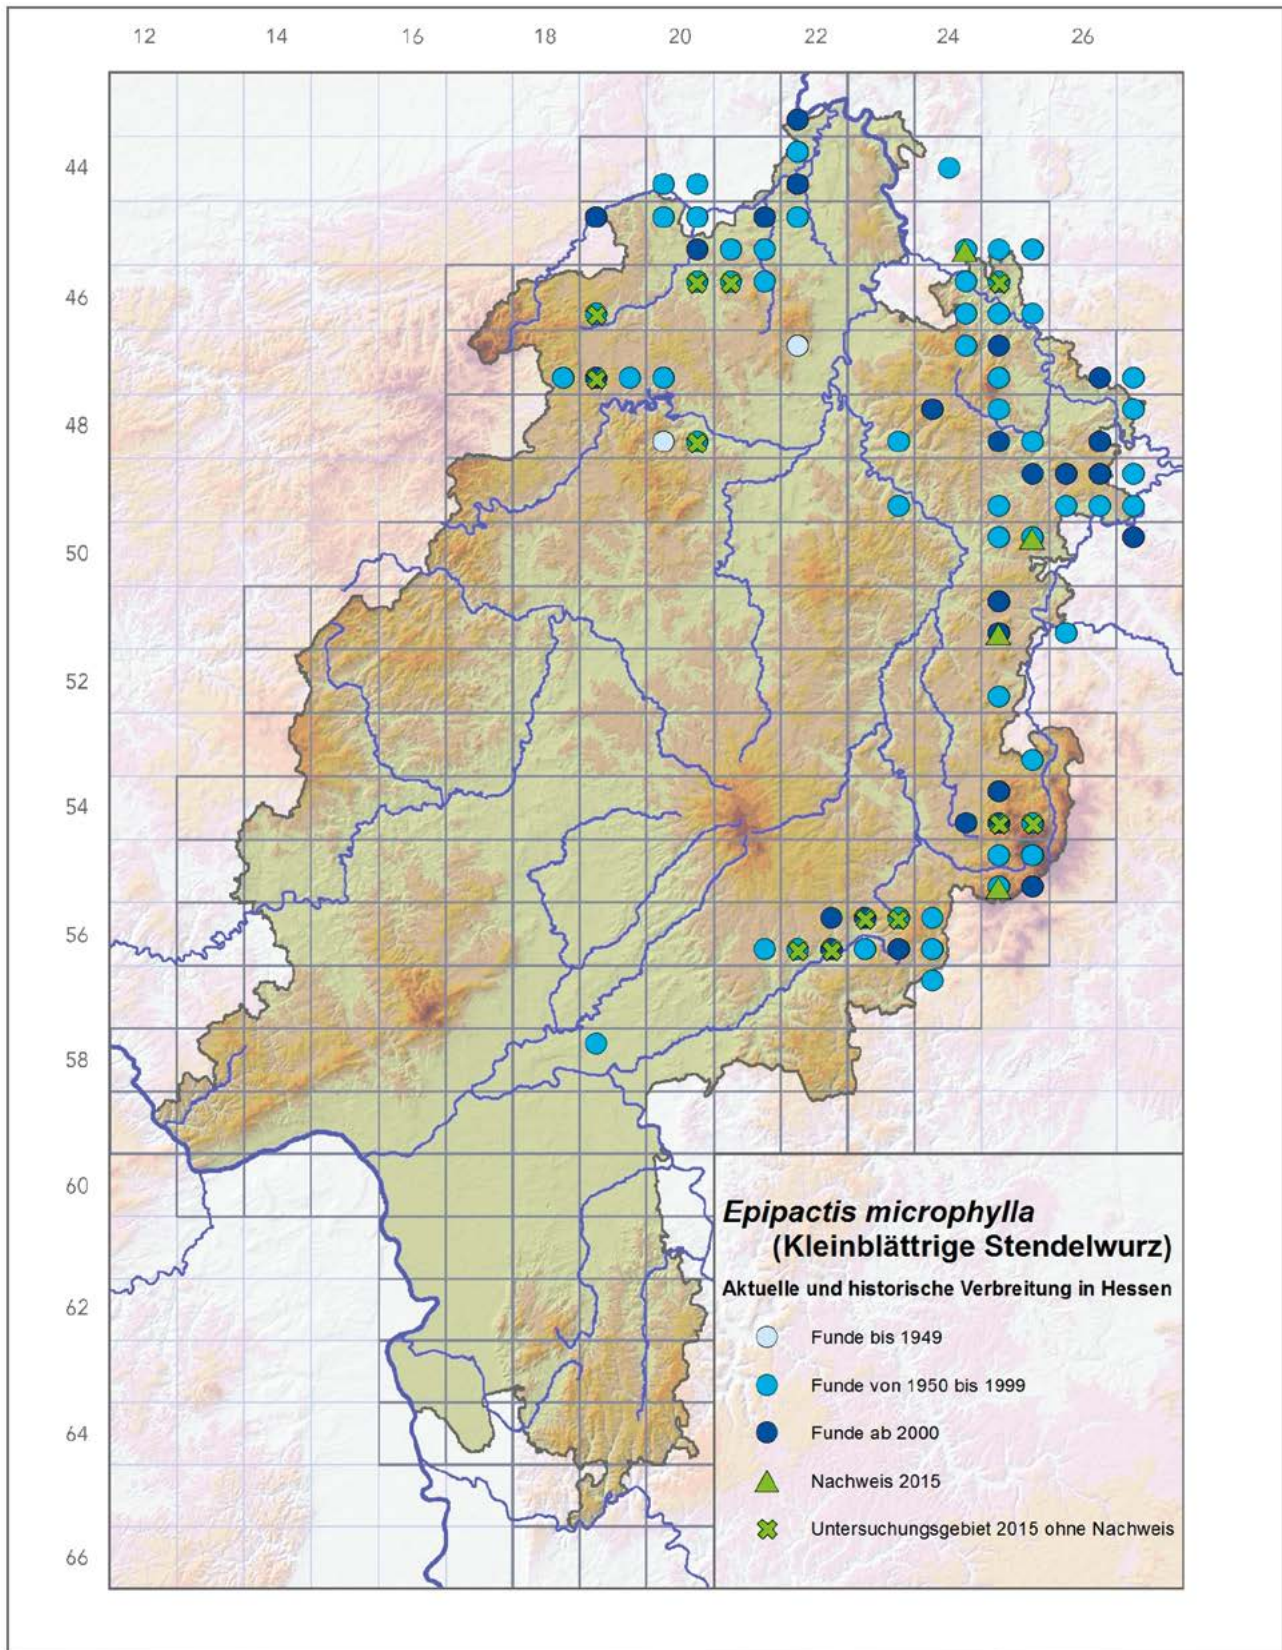 12 14 16 18 20 22 24 26
44
46
48
50
52
54
56
58
60
62
64
66
Epipactis microphylla
(Kleinblättrige Stendelwurz)
Aktuelle und historische Verbreitung in Hessen
Funde bis 1949
Funde von 1950 bis 1999
Funde ab 2000
Nachweis 2015
Untersuchungsgebiet 2015 ohne Nachweis